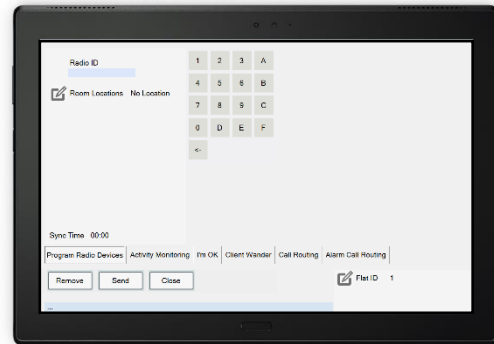 Radio ID
1 2 3 A
4 5 6 B
Room Locations No Location
7 8 9 C
0 D E F
<-
Sync Time 00:00
Program Radio Devices Activity Monitoring I'm OK Client Wander Call Routing Alarm Call Routing
Remove Send Close
Flat ID 1